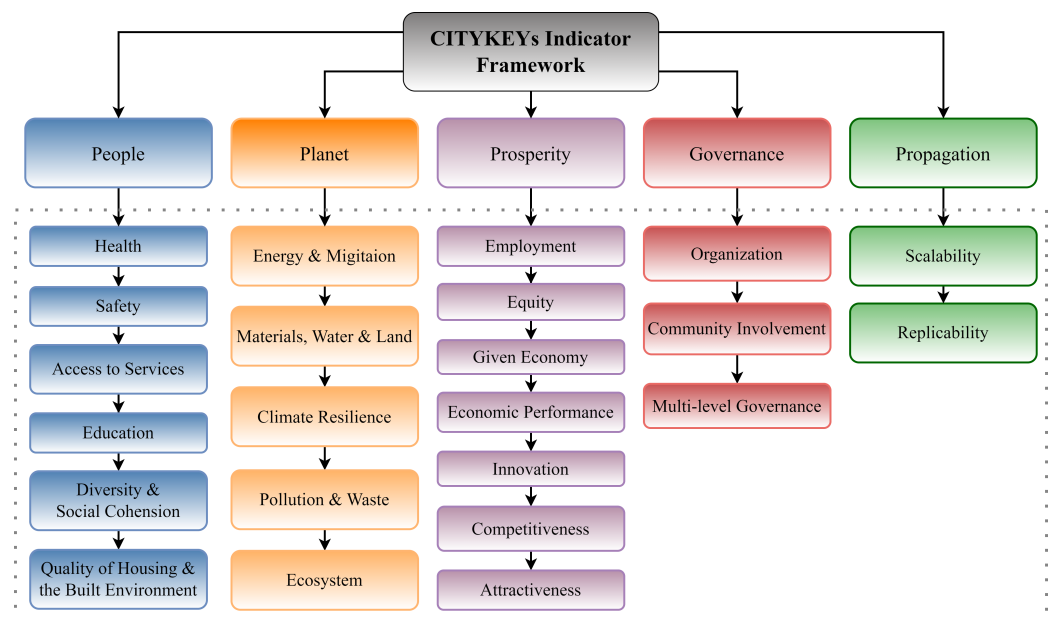 CITYKEYs Indicator
Framework
People
Planet
Prosperity
Governance
Propagation
Health
Safety
Access to Services
Education
Diversity &
Social Cohension
Quality of Housing &
the Built Environment
Energy & Migitaion
Materials, Water & Land
Climate Resilience
Pollution & Waste
Ecosystem
Employment
Equity
Given Economy
Economic Performance
Innovation
Competitiveness
Attractiveness
Organization
Community Involvement
Multi-level Governance
Scalability
Replicability